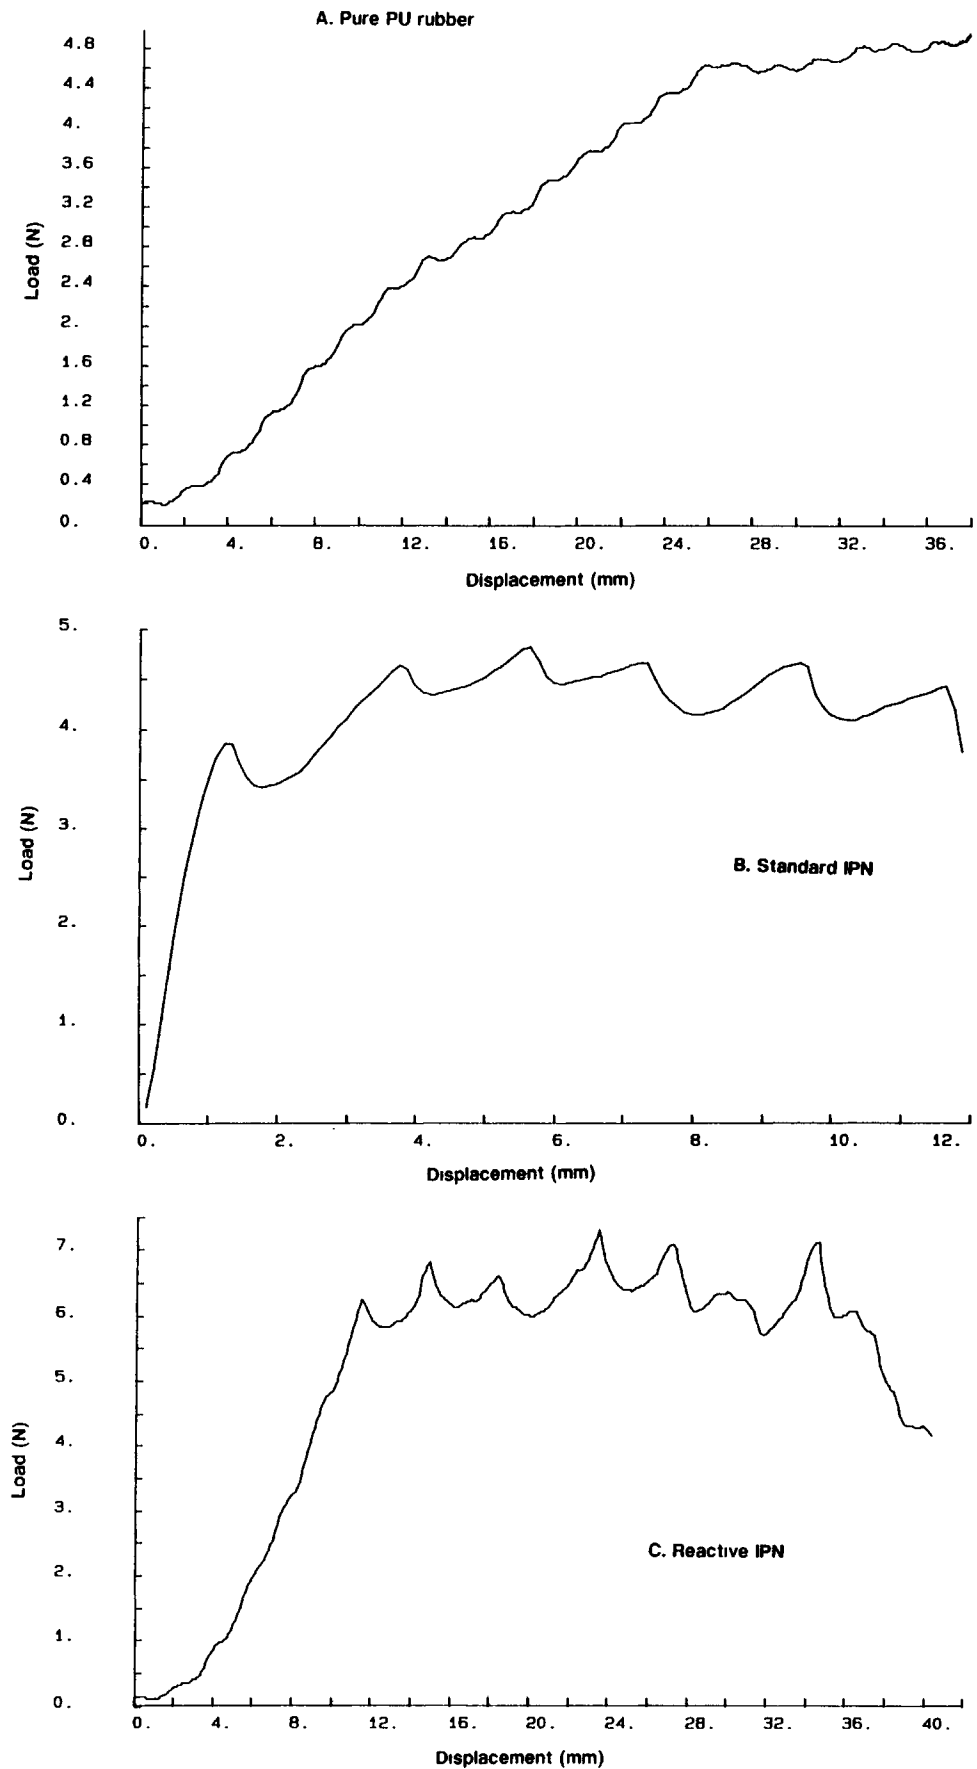 A. Pure PU rubber
4.8
4.4
4.
3.6
3.2
2.8
2.4
2.
1.6
1.2
0.8
0.4
0.
Load (N)
0. 4. 8. 12. 16. 20. 24. 28. 32. 36.
Displacement (mm)
5.
4.
3.
2.
1.
0.
Load (N)
B. Standard IPN
0. 2. 4. 6. 8. 10. 12.
Displacement (mm)
7.
6.
5.
4.
3.
2.
1.
0.
Load (N)
C. Reactive IPN
0. 4. 8. 12. 16. 20. 24. 28. 32. 36. 40.
Displacement (mm)